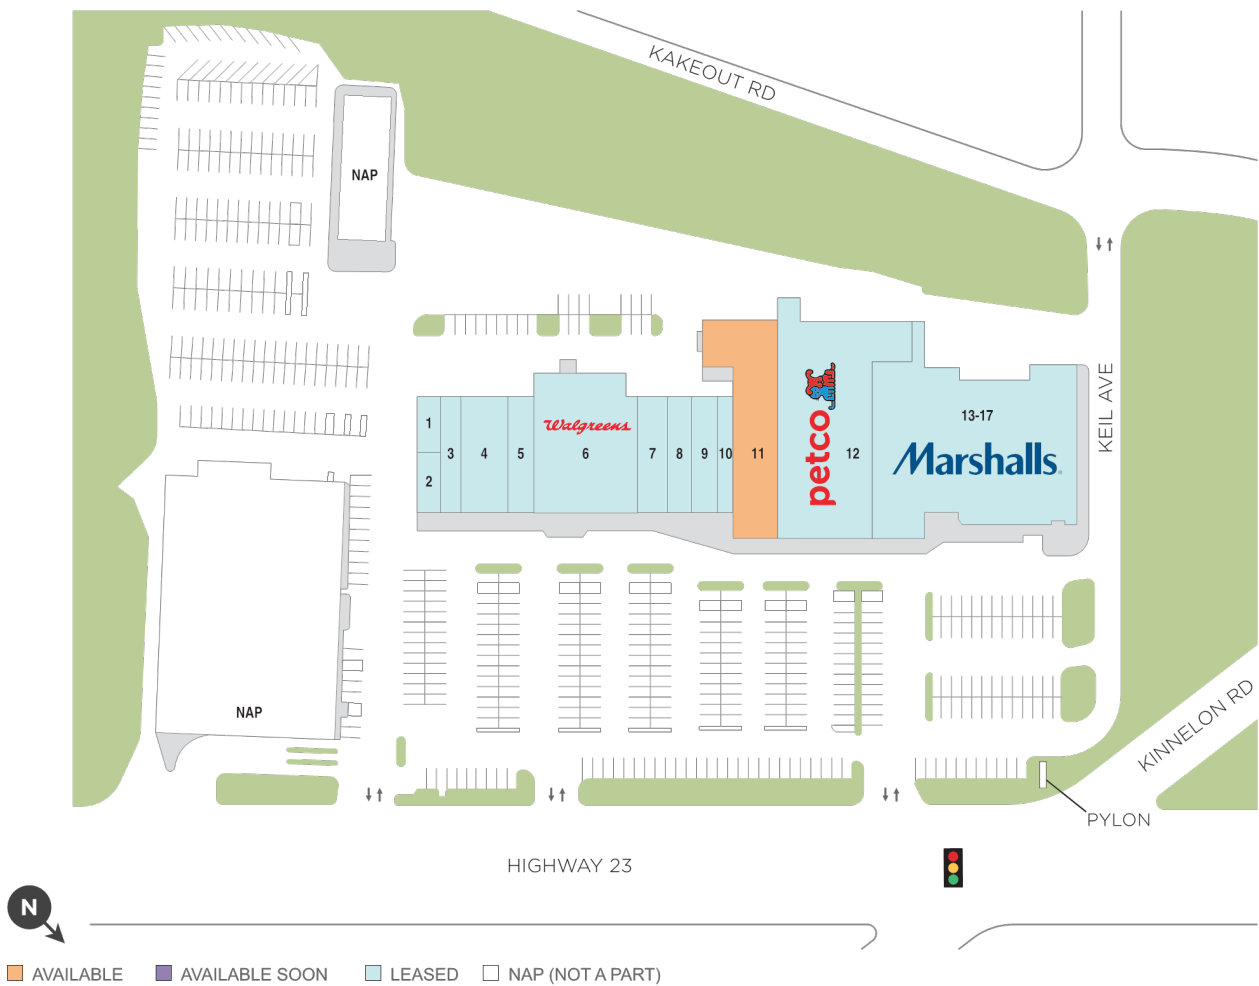 KAKEOUT RD
NAP
KEIL AVE
1
2
3
4
5
Walgreens
6
7
8
9
10
11
petco
12
13-17
Marshalls
NAP
KINNELON RD
PYLON
HIGHWAY 23
N
AVAILABLE
AVAILABLE SOON
LEASED
NAP (NOT A PART)